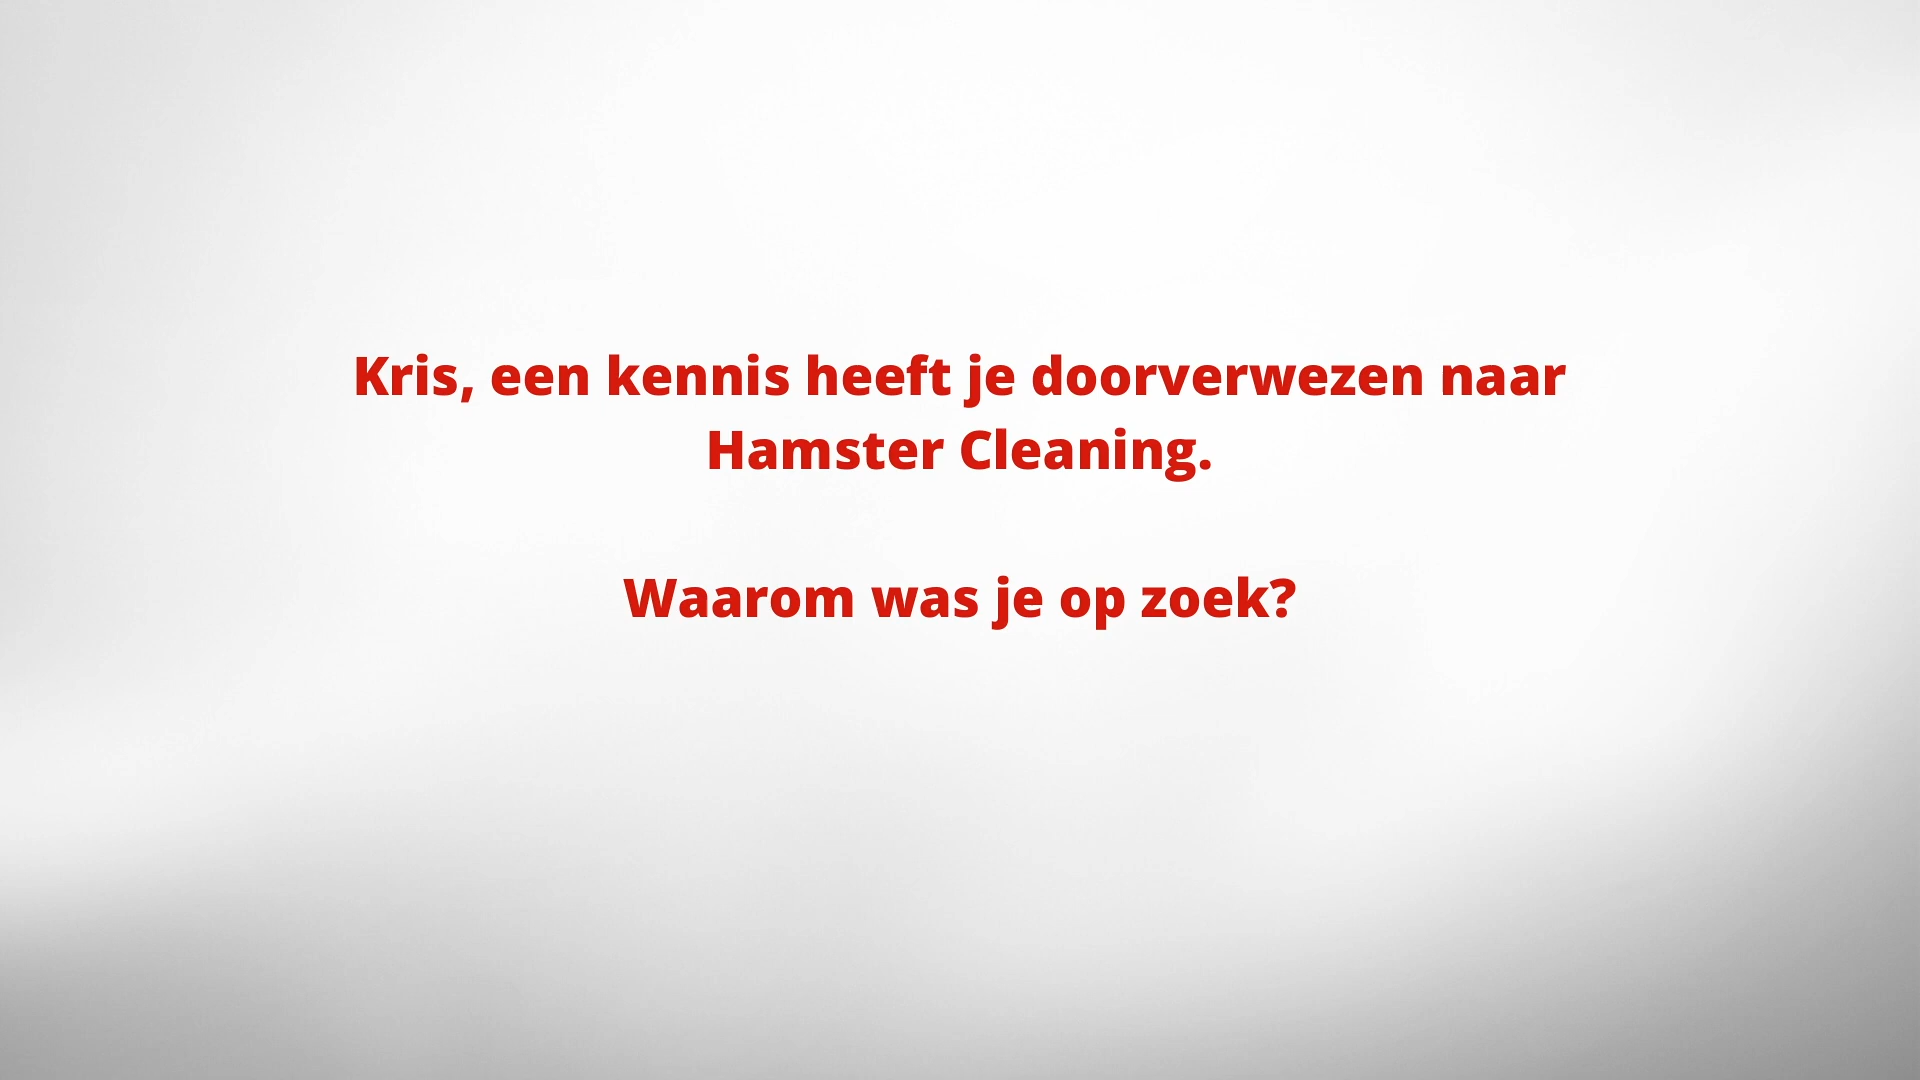 Kris, een kennis heeft je doorverwezen naar
Hamster Cleaning.
Waarom was je op zoek?